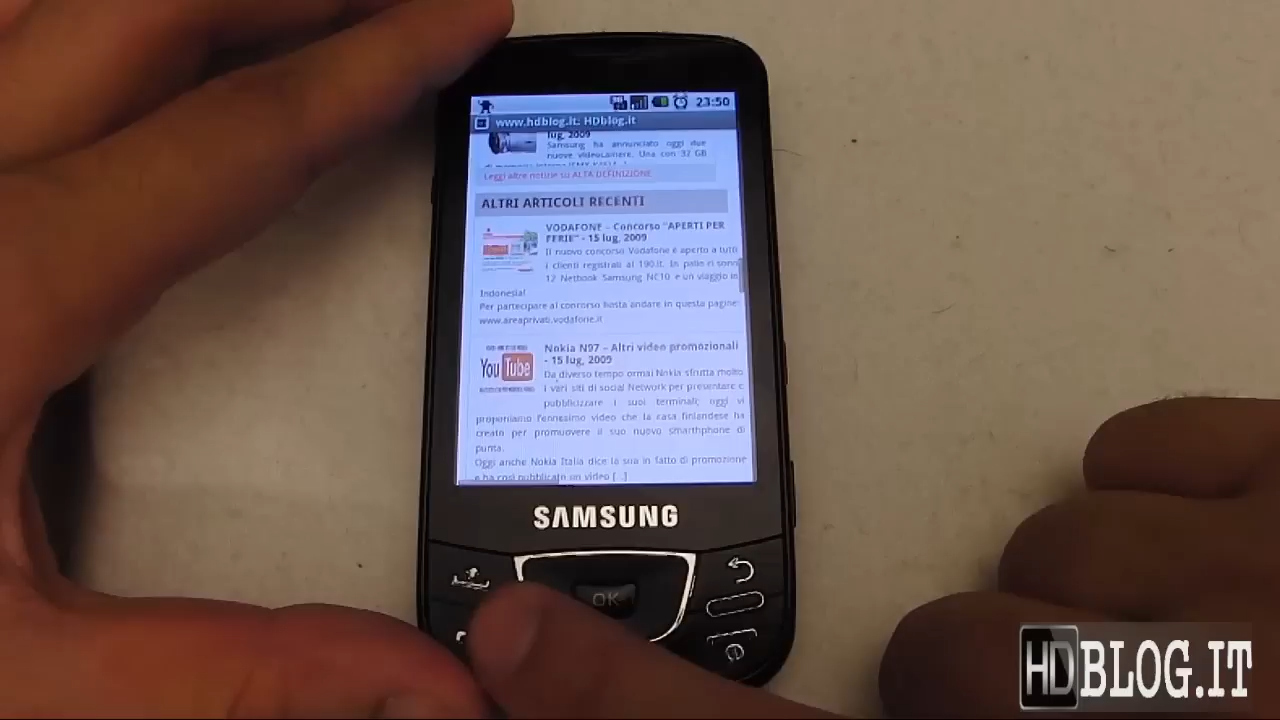 23:50
www.hdblog.it: HDblog.it
lug, 2009
Samsung ha annunciato oggi due
nuove videocamere. Una con 32 GB
Leggi altre notizie su ALTA DEFINIZIONE
ALTRI ARTICOLI RECENTI
VODAFONE – Concorso "APERTI PER
FERIE" - 15 lug, 2009
Il nuovo concorso Vodafone è aperto a tutti
i clienti registrati al 190.it. In palio ci sono
12 Netbook Samsung NC10 e un viaggio in
Indonesia!
Per partecipare al concorso basta andare in questa pagine:
www.areaprivati.vodafone.it
You Tube
Nokia N97 – Altri video promozionali
- 15 lug, 2009
Da diverso tempo ormai Nokia sfrutta molto
i vari siti di social Network per presentare e
pubblicizzare i suoi terminali; oggi vi
proponiamo l'ennesimo video che la casa finlandese ha
creato per promuovere il suo nuovo smarthphone di
punta.
Oggi anche Nokia Italia dice la sua in fatto di promozione
e ha così pubblicato un video [...]
SAMSUNG
OK
HDBLOG.IT